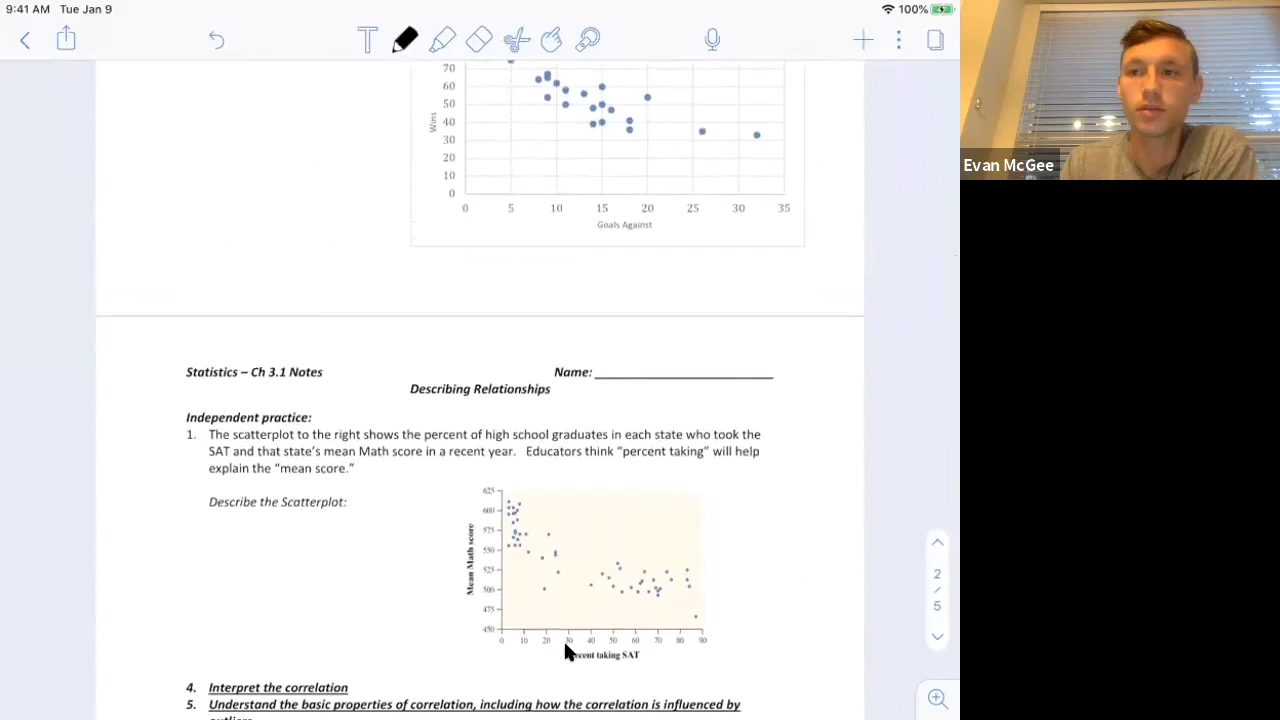 9:41 AM Tue Jan 9
100%
T
70
60
50
40
30
20
10
0
Wins
0 5 10 15 20 25 30 35
Goals Against
Evan McGee
Statistics – Ch 3.1 Notes Name: ____________________
Describing Relationships
Independent practice:
1. The scatterplot to the right shows the percent of high school graduates in each state who took the
SAT and that state's mean Math score in a recent year. Educators think "percent taking" will help
explain the "mean score."
Describe the Scatterplot:
625
600
575
550
525
500
475
450
Mean Math score
0 10 20 30 40 50 60 70 80 90
taking SAT
2
/
5
4. Interpret the correlation
5. Understand the basic properties of correlation, including how the correlation is influenced by